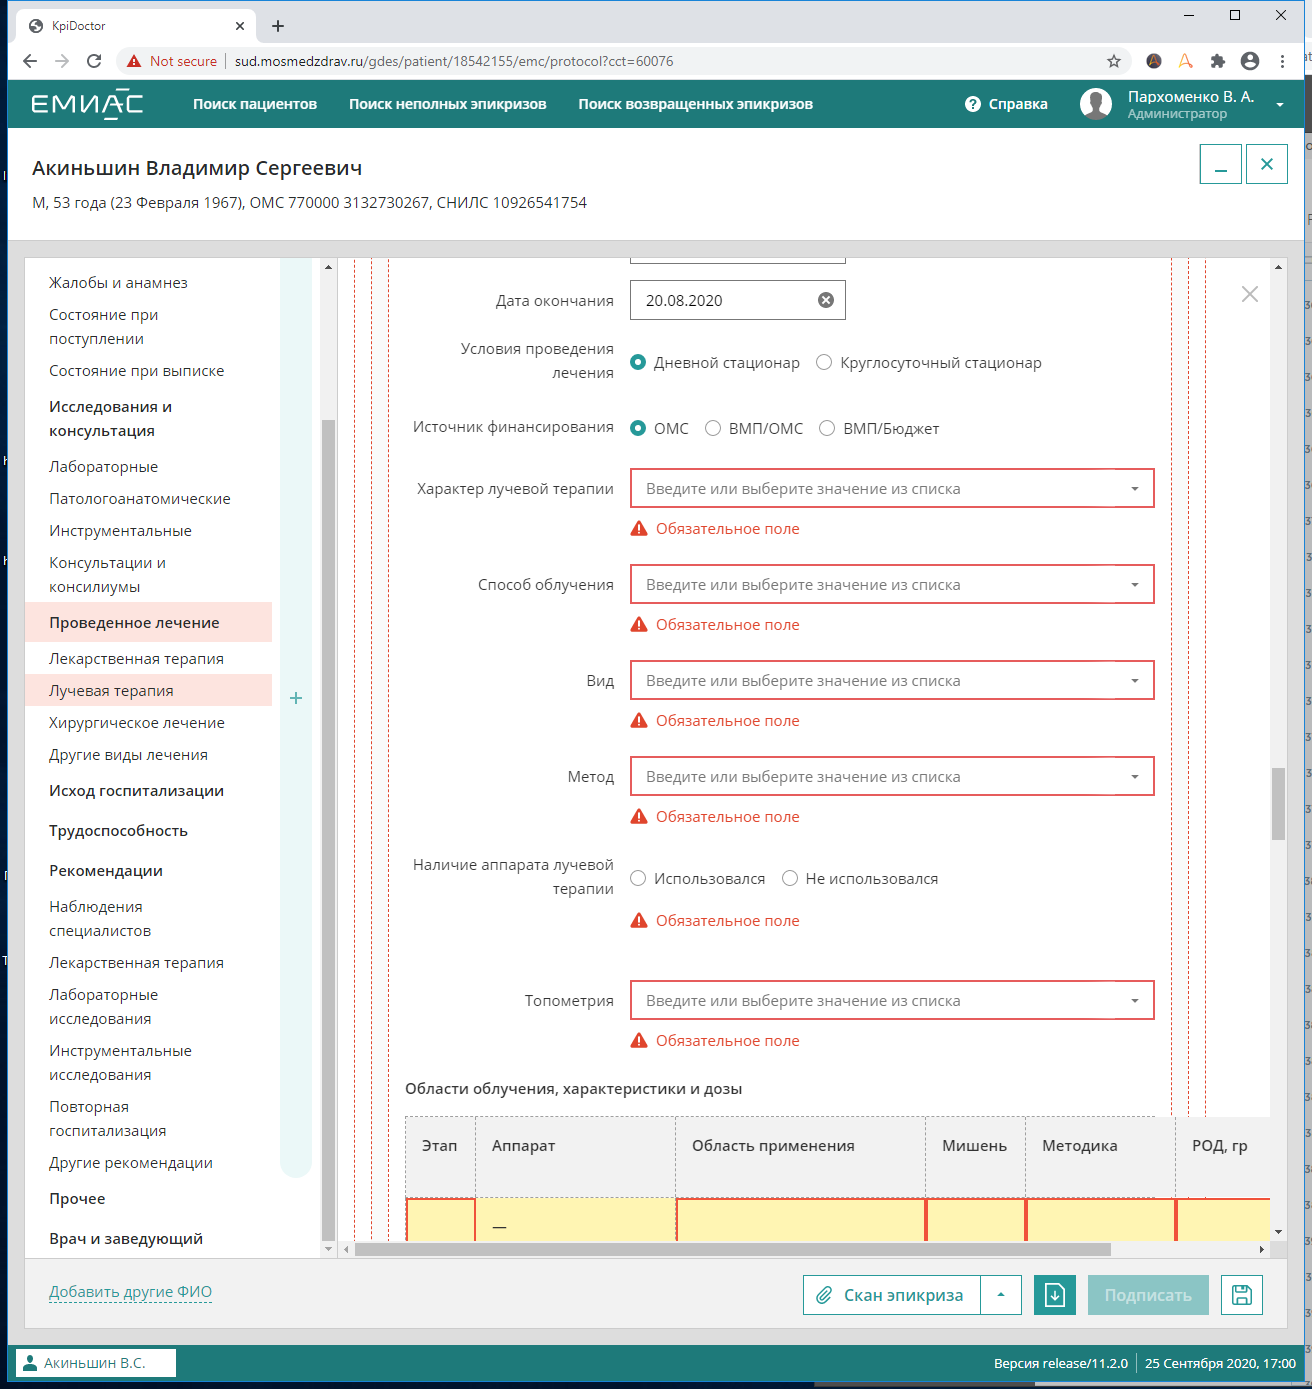 KpiDoctor
Not secure | sud.mosmedzdrav.ru/gdes/patient/18542155/emc/protocol?cct=60076
ЕМИАС
Поиск пациентов
Поиск неполных эпикризов
Поиск возвращенных эпикризов
Справка
Пархоменко В. А.
Администратор
Акиньшин Владимир Сергеевич
М, 53 года (23 Февраля 1967), ОМС 770000 3132730267, СНИЛС 10926541754
Жалобы и анамнез
Состояние при
поступлении
Состояние при выписке
Исследования и
консультация
Лабораторные
Патологоанатомические
Инструментальные
Консультации и
консилиумы
Проведенное лечение
Лекарственная терапия
Лучевая терапия
Хирургическое лечение
Другие виды лечения
Исход госпитализации
Трудоспособность
Рекомендации
Наблюдения
специалистов
Лекарственная терапия
Лабораторные
исследования
Инструментальные
исследования
Повторная
госпитализация
Другие рекомендации
Прочее
Врач и заведующий
Дата окончания
20.08.2020
Условия проведения
лечения
Дневной стационар
Круглосуточный стационар
Источник финансирования
ОМС
ВМП/ОМС
ВМП/Бюджет
Характер лучевой терапии
Введите или выберите значение из списка
Обязательное поле
Способ облучения
Введите или выберите значение из списка
Обязательное поле
Вид
Введите или выберите значение из списка
Обязательное поле
Метод
Введите или выберите значение из списка
Обязательное поле
Наличие аппарата лучевой
терапии
Использовался
Не использовался
Обязательное поле
Топометрия
Введите или выберите значение из списка
Обязательное поле
Области облучения, характеристики и дозы
Этап
Аппарат
Область применения
Мишень
Методика
РОД, гр
—
Добавить другие ФИО
Скан эпикриза
Подписать
Акиньшин В.С.
Версия release/11.2.0
25 Сентября 2020, 17:00